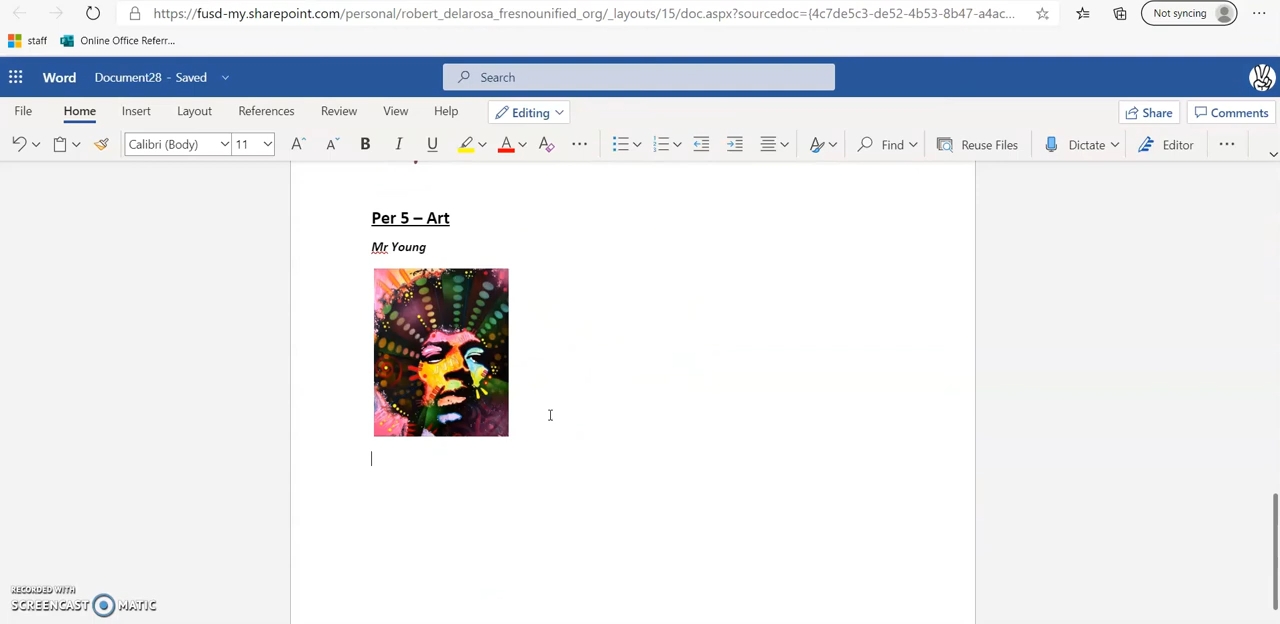 https://fusd-my.sharepoint.com/personal/robert_delarosa_fresnounified_org/_layouts/15/doc.aspx?sourcedoc={4c7de5c3-de52-4b53-8b47-a4ac... Not syncing
staff Online Office Referr...
Word Document28 - Saved Search
File Home Insert Layout References Review View Help Editing Share Comments
Calibri (Body) 11 A A B I U A A Find Reuse Files Dictate Editor
Per 5 – Art
Mr Young
RECORDED WITH
SCREENCAST MATIC